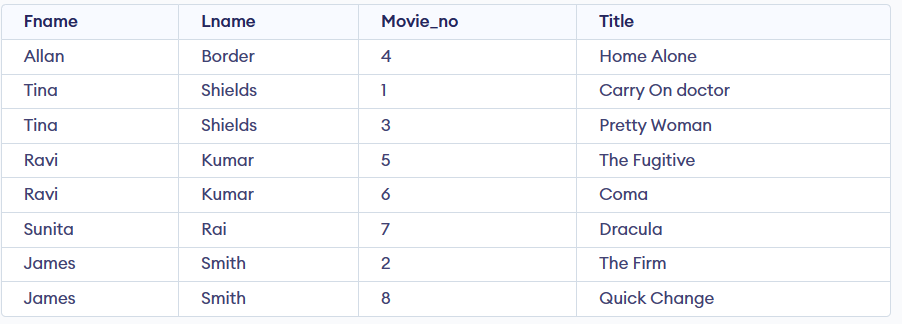 Fname Lname Movie_no Title
Allan Border 4 Home Alone
Tina Shields 1 Carry On doctor
Tina Shields 3 Pretty Woman
Ravi Kumar 5 The Fugitive
Ravi Kumar 6 Coma
Sunita Rai 7 Dracula
James Smith 2 The Firm
James Smith 8 Quick Change